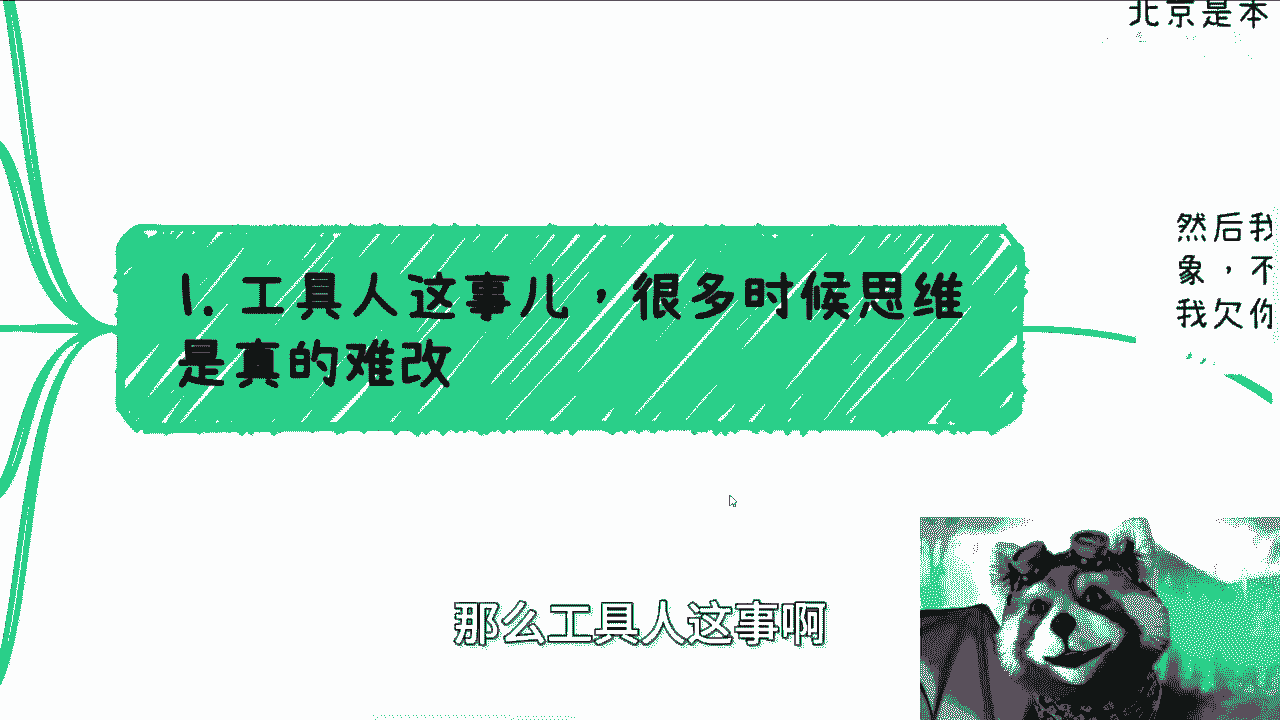 北京是本
1. 工具人这事儿，很多时候思维
是真的难改
然后我
象，不
我欠你
那么工具人这事啊